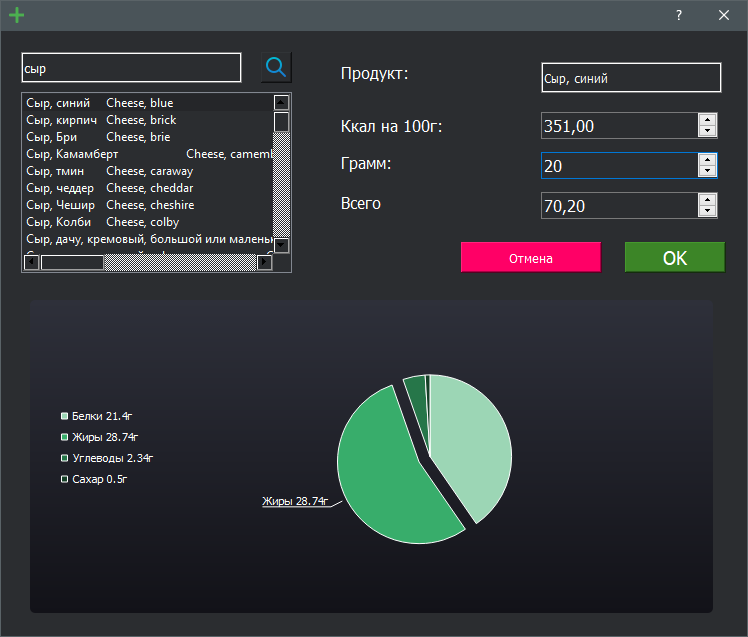 ?
сыр
Сыр, синий Cheese, blue
Сыр, кирпич Cheese, brick
Сыр, Бри Cheese, brie
Сыр, Камамберт Cheese, camem
Сыр, тмин Cheese, caraway
Сыр, чеддер Cheese, cheddar
Сыр, Чешир Cheese, cheshire
Сыр, Колби Cheese, colby
Сыр, дачу, кремовый, большой или малень
Продукт:
Сыр, синий
Ккал на 100г:
351,00
Грамм:
20
Всего
70,20
Отмена
OK
Белки 21.4г
Жиры 28.74г
Углеводы 2.34г
Сахар 0.5г
Жиры 28.74г